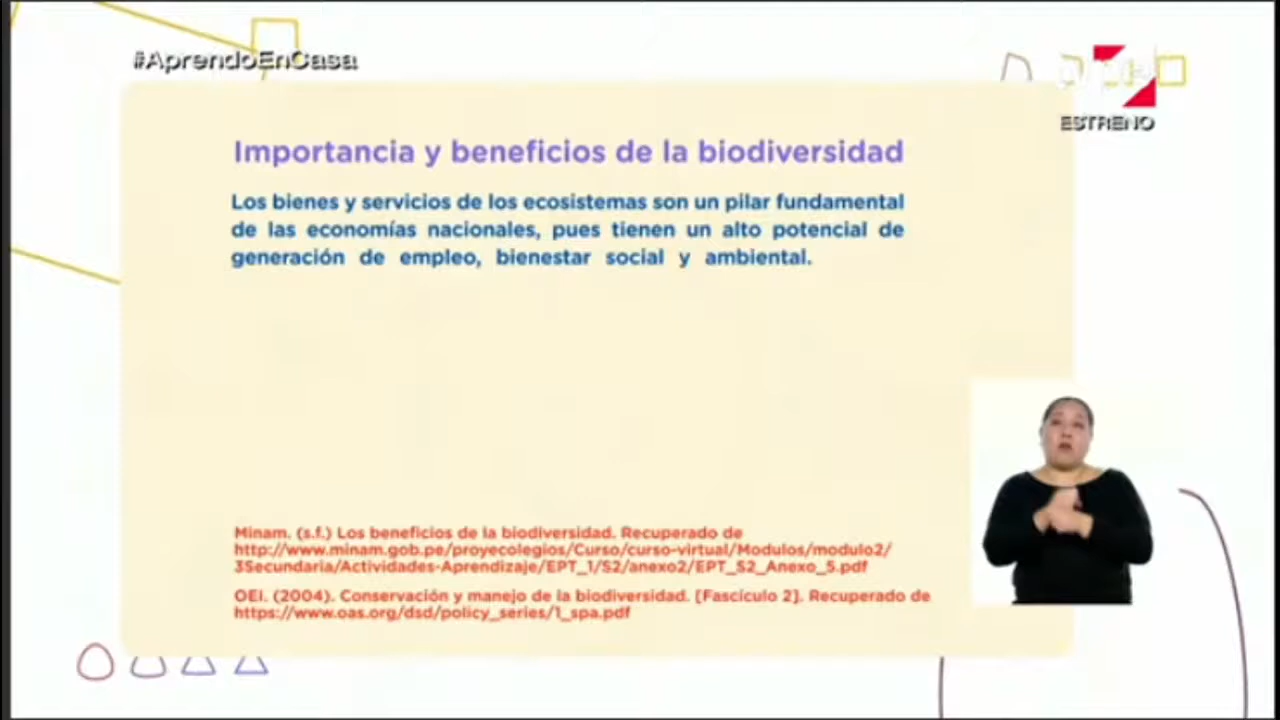 #AprendoEnCasa
ESTRENO
Importancia y beneficios de la biodiversidad
Los bienes y servicios de los ecosistemas son un pilar fundamental
de las economías nacionales, pues tienen un alto potencial de
generación de empleo, bienestar social y ambiental.
Minam. (s.f.) Los beneficios de la biodiversidad. Recuperado de
http://www.minam.gob.pe/proyecolegios/Curso/curso-virtual/Modulos/modulo2/
3Secundaria/Actividades-Aprendizaje/EPT_1/S2/anexo2/EPT_S2_Anexo_5.pdf
OEI. (2004). Conservación y manejo de la biodiversidad. [Fascículo 2]. Recuperado de
https://www.oas.org/dsd/policy_series/1_spa.pdf